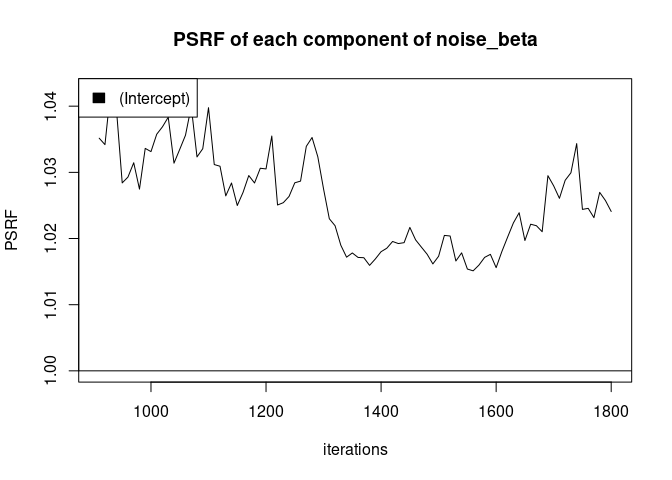 PSRF of each component of noise_beta
(Intercept)
PSRF
1.04
1.03
1.02
1.01
1.00
1000 1200 1400 1600 1800
iterations